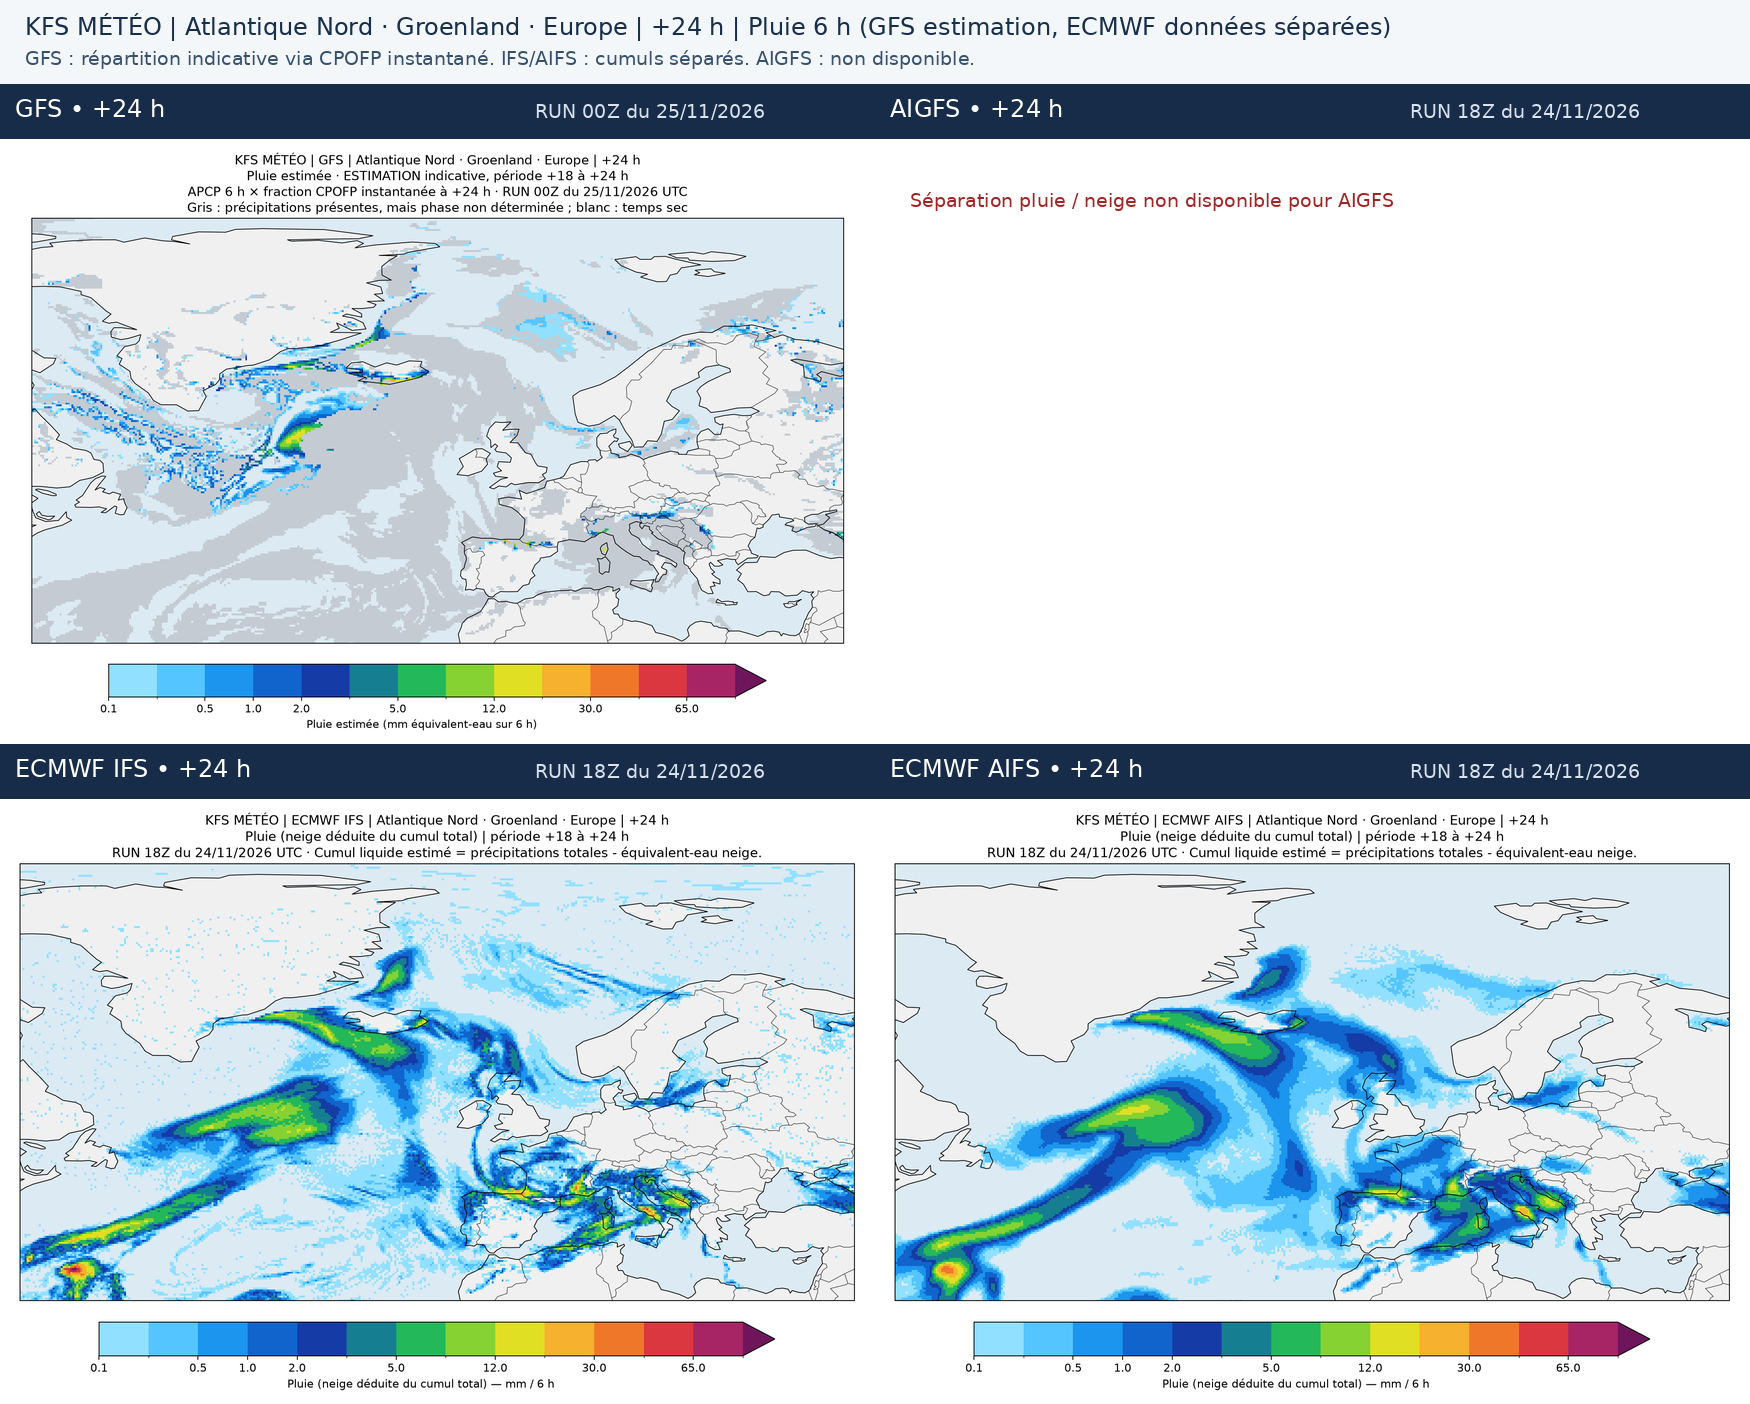 KFS MÉTÉO | Atlantique Nord · Groenland · Europe | +24 h | Pluie 6 h (GFS estimation, ECMWF données séparées)
GFS : répartition indicative via CPOFP instantané. IFS/AIFS : cumuls séparés. AIGFS : non disponible.
GFS • +24 h
RUN 00Z du 25/11/2026
AIGFS • +24 h
RUN 18Z du 24/11/2026
KFS MÉTÉO | GFS | Atlantique Nord · Groenland · Europe | +24 h
Pluie estimée · ESTIMATION indicative, période +18 à +24 h
APCP 6 h × fraction CPOFP instantanée à +24 h · RUN 00Z du 25/11/2026 UTC
Gris : précipitations présentes, mais phase non déterminée ; blanc : temps sec
Séparation pluie / neige non disponible pour AIGFS
0.1 0.5 1.0 2.0 5.0 12.0 30.0 65.0
Pluie estimée (mm équivalent-eau sur 6 h)
ECMWF IFS • +24 h
RUN 18Z du 24/11/2026
ECMWF AIFS • +24 h
RUN 18Z du 24/11/2026
KFS MÉTÉO | ECMWF IFS | Atlantique Nord · Groenland · Europe | +24 h
Pluie (neige déduite du cumul total) | période +18 à +24 h
RUN 18Z du 24/11/2026 UTC · Cumul liquide estimé = précipitations totales - équivalent-eau neige.
0.1 0.5 1.0 2.0 5.0 12.0 30.0 65.0
Pluie (neige déduite du cumul total) — mm / 6 h
KFS MÉTÉO | ECMWF AIFS | Atlantique Nord · Groenland · Europe | +24 h
Pluie (neige déduite du cumul total) | période +18 à +24 h
RUN 18Z du 24/11/2026 UTC · Cumul liquide estimé = précipitations totales - équivalent-eau neige.
0.1 0.5 1.0 2.0 5.0 12.0 30.0 65.0
Pluie (neige déduite du cumul total) — mm / 6 h